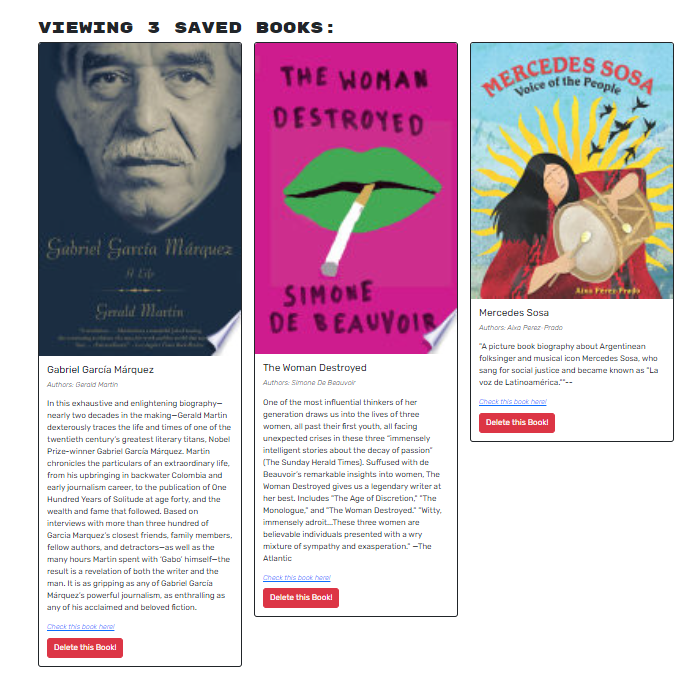 VIEWING 3 SAVED BOOKS:
Gabriel García Márquez
A Life
Gerald Martin
Gabriel García Márquez
Authors: Gerald Martin
In this exhaustive and enlightening biography—
nearly two decades in the making—Gerald Martin
dexterously traces the life and times of one of the
twentieth century's greatest literary titans, Nobel
Prize-winner Gabriel García Márquez. Martin
chronicles the particulars of an extraordinary life,
from his upbringing in backwater Colombia and
early journalism career, to the publication of One
Hundred Years of Solitude at age forty, and the
wealth and fame that followed. Based on
interviews with more than three hundred of
Garcia Marquez's closest friends, family members,
fellow authors, and detractors—as well as the
many hours Martin spent with 'Gabo' himself—the
result is a revelation of both the writer and the
man. It is as gripping as any of Gabriel García
Márquez's powerful journalism, as enthralling as
any of his acclaimed and beloved fiction.
Check this book here!
Delete this Book!
THE WOMAN
DESTROYED
SIMONE
DE BEAUVOIR
The Woman Destroyed
Authors: Simone De Beauvoir
One of the most influential thinkers of her
generation draws us into the lives of three
women, all past their first youth, all facing
unexpected crises in these three "immensely
intelligent stories about the decay of passion"
(The Sunday Herald Times). Suffused with de
Beauvoir's remarkable insights into women, The
Woman Destroyed gives us a legendary writer at
her best. Includes "The Age of Discretion," "The
Monologue," and "The Woman Destroyed." "Witty,
immensely adroit...These three women are
believable individuals presented with a wry
mixture of sympathy and exasperation." —The
Atlantic
Check this book here!
Delete this Book!
MERCEDES SOSA
Voice of the People
Aixa Pérez-Prado
Mercedes Sosa
Authors: Aixa Perez-Prado
"A picture book biography about Argentinean
folksinger and musical icon Mercedes Sosa, who
sang for social justice and became known as "La
voz de Latinoamérica.""--
Check this book here!
Delete this Book!